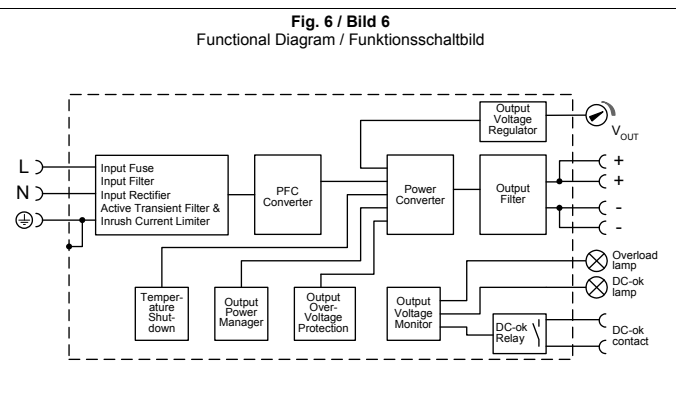 Fig. 6 / Bild 6
Functional Diagram / Funktionsschaltbild
Output
Voltage
Regulator
V OUT
L
N
Input Fuse
Input Filter
Input Rectifier
Active Transient Filter &
Inrush Current Limiter
PFC
Converter
Power
Converter
Output
Filter
+
+
-
-
Temper-
ature
Shut-
down
Output
Power
Manager
Output
Over-
Voltage
Protection
Output
Voltage
Monitor
DC-ok
Relay
Overload
lamp
DC-ok
lamp
DC-ok
contact